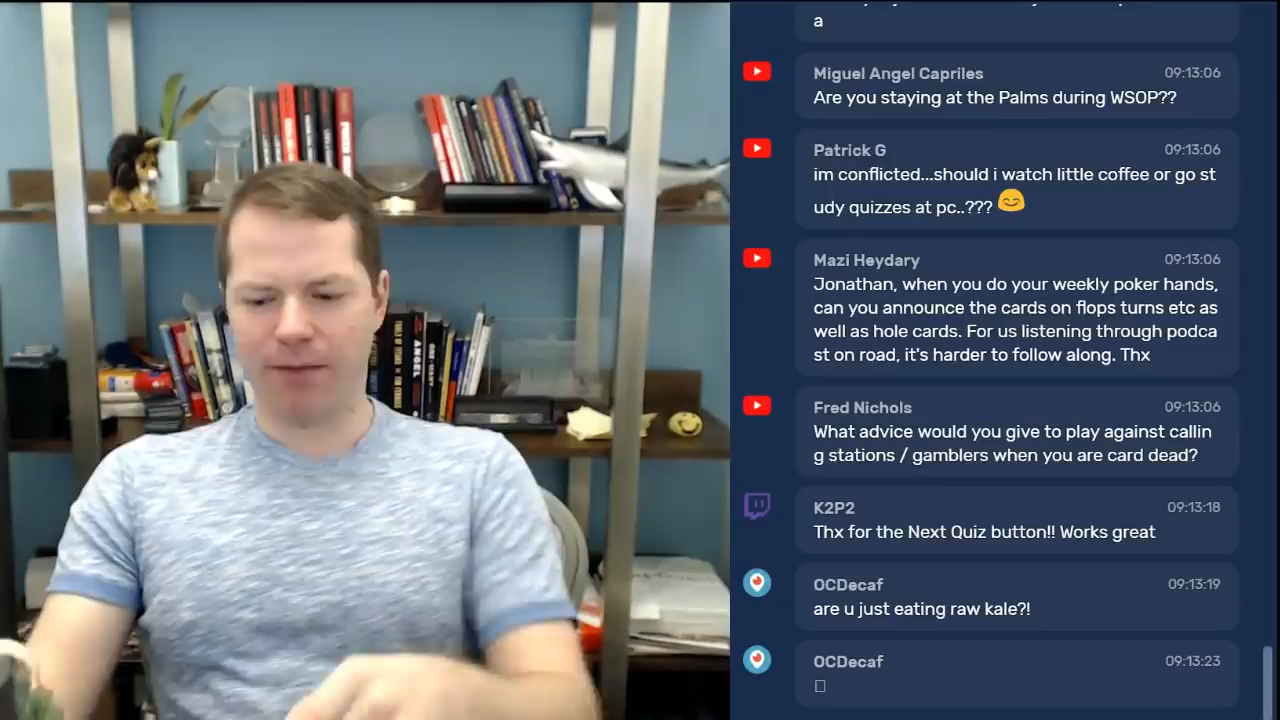 a
Miguel Angel Capriles
09:13:06
Are you staying at the Palms during WSOP??
Patrick G
09:13:06
im conflicted...should i watch little coffee or go st
udy quizzes at pc..??? 😊
Mazi Heydary
09:13:06
Jonathan, when you do your weekly poker hands,
can you announce the cards on flops turns etc as
well as hole cards. For us listening through podca
st on road, it's harder to follow along. Thx
Fred Nichols
09:13:06
What advice would you give to play against callin
g stations / gamblers when you are card dead?
K2P2
09:13:18
Thx for the Next Quiz button!! Works great
OCDecaf
09:13:19
are u just eating raw kale?!
OCDecaf
09:13:23
ANGEL